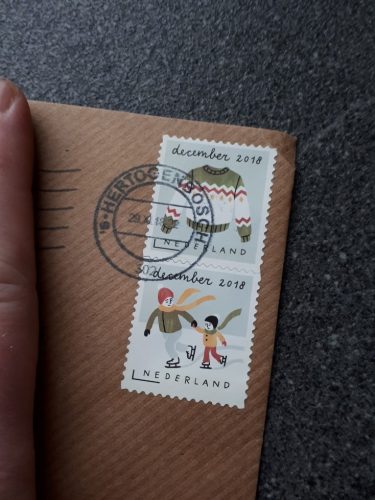 december 2018
's-HERTOGENBOSCH
NEDERLAND
december 2018
NEDERLAND